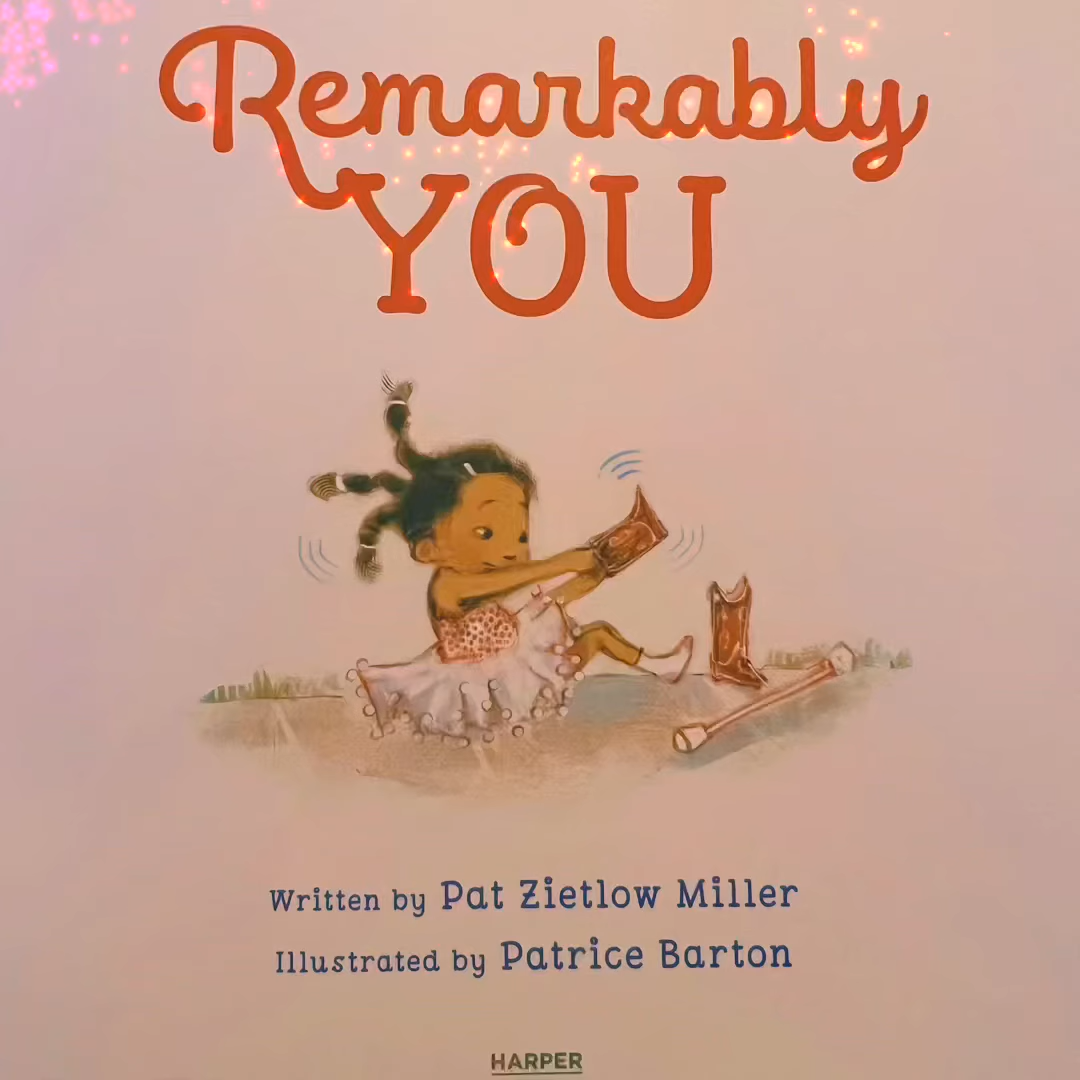 Remarkably
YOU
Written by Pat Zietlow Miller
Illustrated by Patrice Barton
HARPER